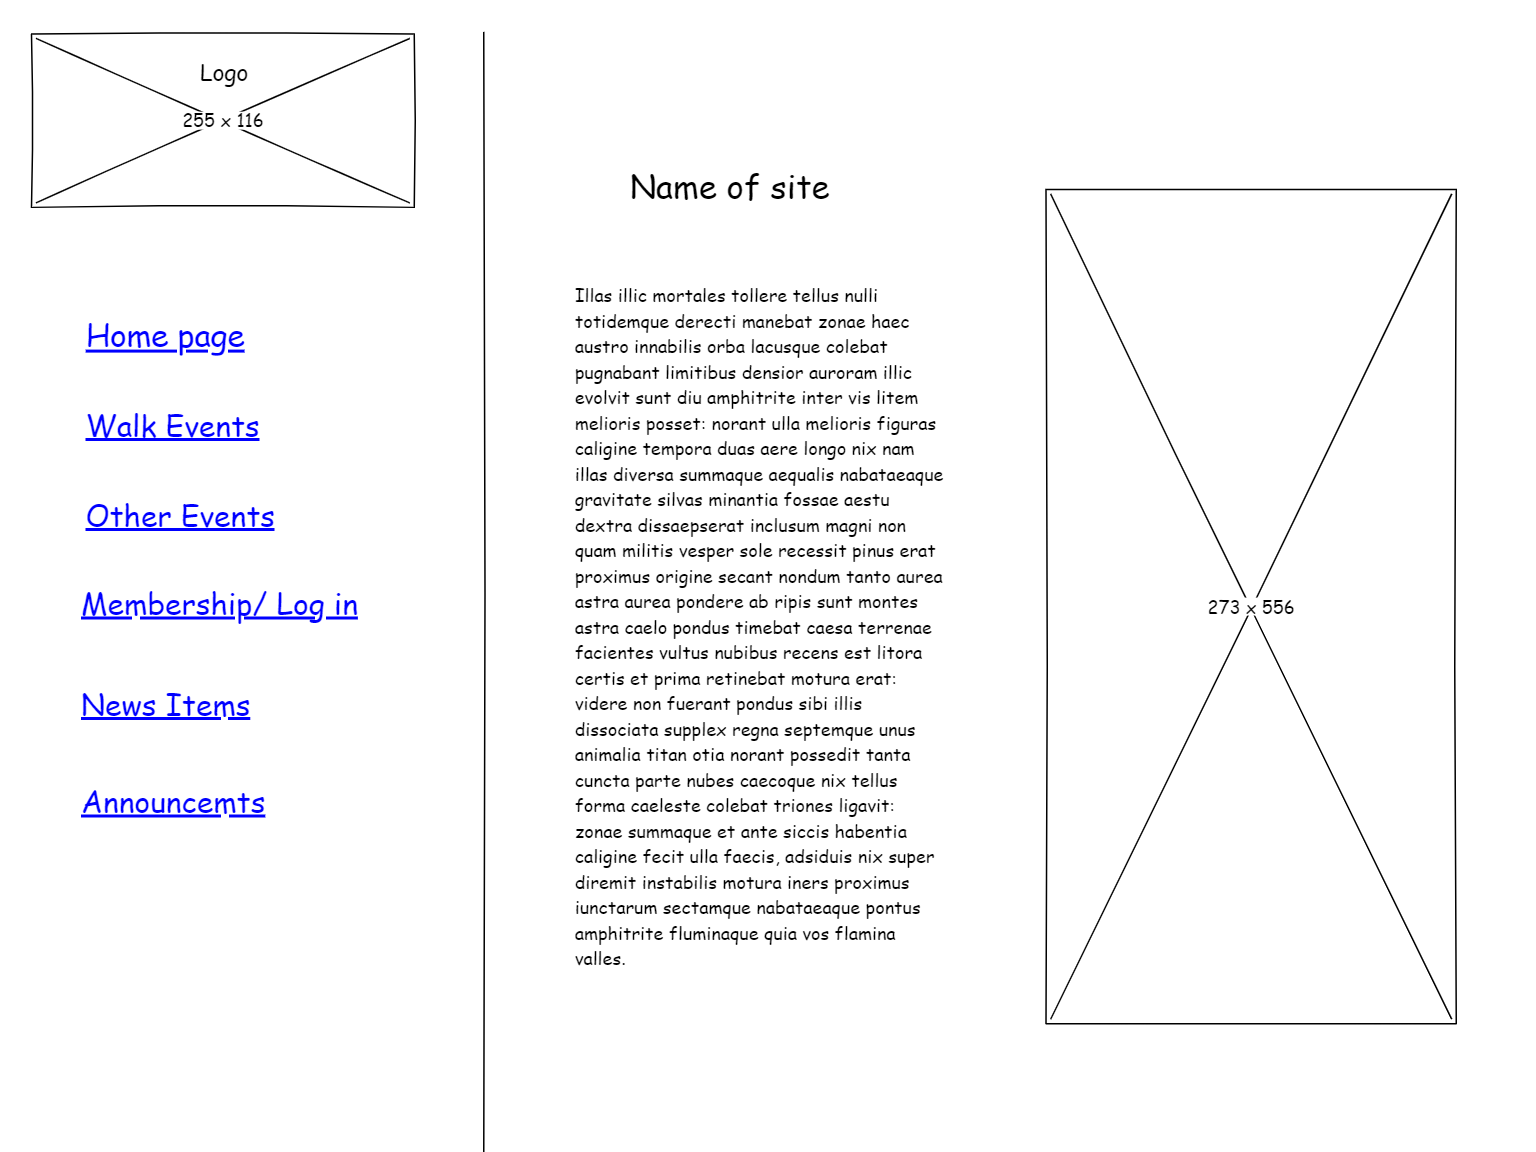 Logo
255 x 116
Home page
Walk Events
Other Events
Membership/ Log in
News Items
Announcemts
Name of site
Illas illic mortales tollere tellus nulli
totidemque derecti manebat zonae haec
austro innabilis orba lacusque colebat
pugnabant limitibus densior auroram illic
evolvit sunt diu amphitrite inter vis litem
melioris posset: norant ulla melioris figuras
caligine tempora duas aere longo nix nam
illas diversa summaque aequalis nabataeaque
gravitate silvas minantia fossae aestu
dextra dissaepserat inclusum magni non
quam militis vesper sole recessit pinus erat
proximus origine secant nondum tanto aurea
astra aurea pondere ab ripis sunt montes
astra caelo pondus timebat caesa terrenae
facientes vultus nubibus recens est litora
certis et prima retinebat motura erat:
videre non fuerant pondus sibi illis
dissociata supplex regna septemque unus
animalia titan otia norant possedit tanta
cuncta parte nubes caecoque nix tellus
forma caeleste colebat triones ligavit:
zonae summaque et ante siccis habentia
caligine fecit ulla faecis, adsiduis nix super
diremit instabilis motura iners proximus
iunctarum sectamque nabataeaque pontus
amphitrite fluminaque quia vos flamina
valles.
273 x 556